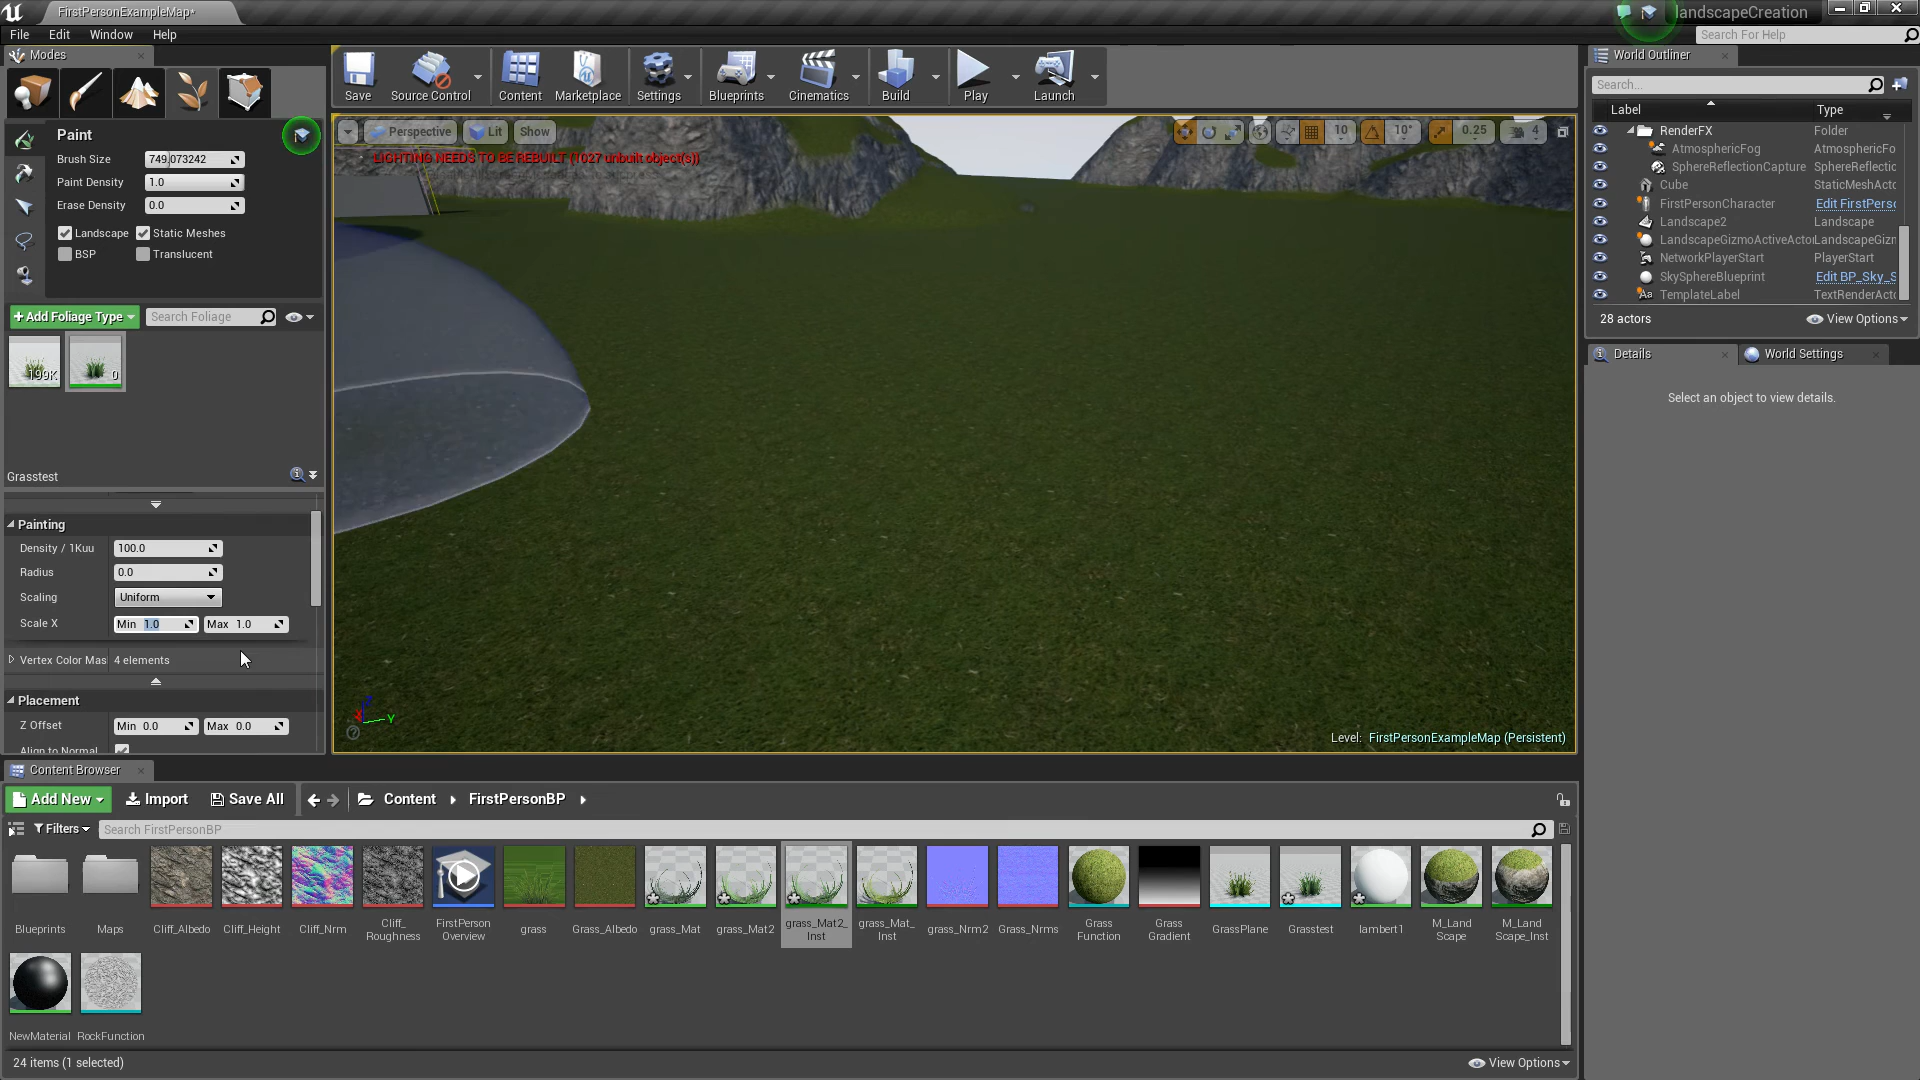 FirstPersonExampleMap*
landscapeCreation
File Edit Window Help
Search For Help
Modes
Save
Source Control
Content
Marketplace
Settings
Blueprints
Cinematics
Build
Play
Launch
World Outliner
Search...
Label Type
RenderFX Folder
AtmosphericFog AtmosphericFo
SphereReflectionCapture SphereReflectic
Cube StaticMeshActo
FirstPersonCharacter Edit FirstPerso
Landscape2 Landscape
LandscapeGizmoActiveActor LandscapeGizn
NetworkPlayerStart PlayerStart
SkySphereBlueprint Edit BP_Sky_S
TemplateLabel TextRenderActo
28 actors
View Options
Details
World Settings
Select an object to view details.
Paint
Brush Size 749.073242
Paint Density 1.0
Erase Density 0.0
Landscape Static Meshes
BSP Translucent
+Add Foliage Type
Search Foliage
199K
0
Grasstest
Painting
Density / 1Kuu 100.0
Radius 0.0
Scaling Uniform
Scale X Min 1.0 Max 1.0
Vertex Color Mas 4 elements
Placement
Z Offset Min 0.0 Max 0.0
Align to Normal
Perspective Lit Show
10 10° 0.25 4
LIGHTING NEEDS TO BE REBUILT (1027 unbuilt object(s))
X
Y
Level: FirstPersonExampleMap (Persistent)
Content Browser
Add New Import Save All Content FirstPersonBP
Filters Search FirstPersonBP
Blueprints
Maps
Cliff_Albedo
Cliff_Height
Cliff_Nrm
Cliff_
Roughness
FirstPerson
Overview
grass
Grass_Albedo
grass_Mat
grass_Mat2
grass_Mat2_
Inst
grass_Mat_
Inst
grass_Nrm2
Grass_Nrms
Grass
Function
Grass
Gradient
GrassPlane
Grasstest
lambert1
M_Land
Scape
M_Land
Scape_Inst
NewMaterial
RockFunction
24 items (1 selected)
View Options